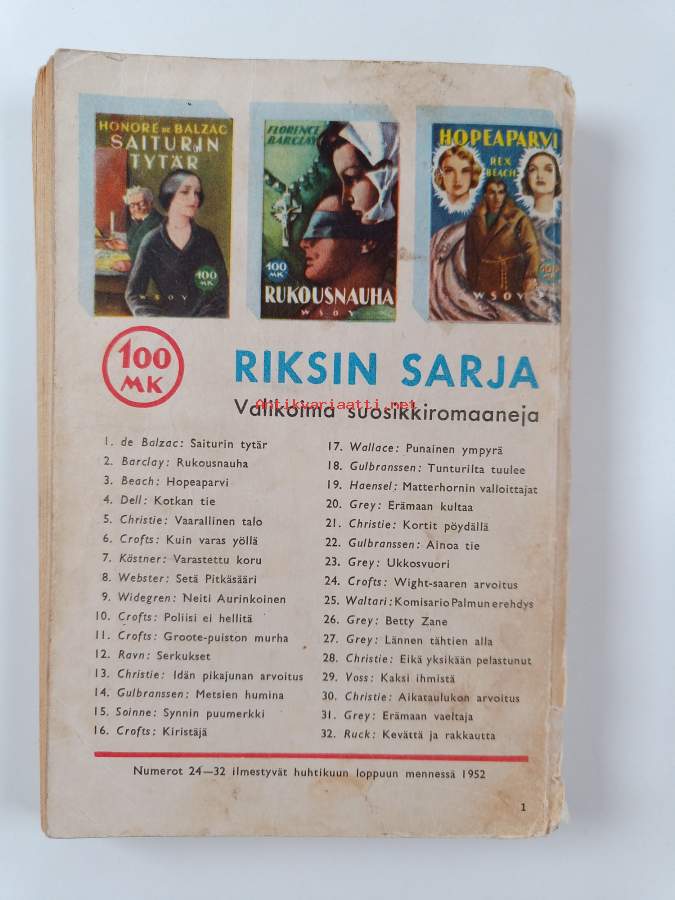 HONORÉ DE BALZAC
SAITURIN
TYTÄR
100
MK
WSOY
FLORENCE
BARCLAY
100
MK
RUKOUSNAUHA
WSOY
HOPEAPARVI
REX
BEACH
100
MK
WSOY
100
MK
RIKSIN SARJA
Antikvariaatti.net
Valikoima suosikkiromaaneja
1. de Balzac: Saiturin tytär
2. Barclay: Rukousnauha
3. Beach: Hopeaparvi
4. Dell: Kotkan tie
5. Christie: Vaarallinen talo
6. Crofts: Kuin varas yöllä
7. Kästner: Varastettu koru
8. Webster: Setä Pitkäsääri
9. Widegren: Neiti Aurinkoinen
10. Crofts: Poliisi ei hellitä
11. Crofts: Groote-puiston murha
12. Ravn: Serkukset
13. Christie: Idän pikajunan arvoitus
14. Gulbranssen: Metsien humina
15. Soinne: Synnin puumerkki
16. Crofts: Kiristäjä
17. Wallace: Punainen ympyrä
18. Gulbranssen: Tunturilta tuulee
19. Haensel: Matterhornin valloittajat
20. Grey: Erämaan kultaa
21. Christie: Kortit pöydällä
22. Gulbranssen: Ainoa tie
23. Grey: Ukkosvuori
24. Crofts: Wight-saaren arvoitus
25. Waltari: Komisario Palmun erehdys
26. Grey: Betty Zane
27. Grey: Lännen tähtien alla
28. Christie: Eikä yksikään pelastunut
29. Voss: Kaksi ihmistä
30. Christie: Aikataulukon arvoitus
31. Grey: Erämaan vaeltaja
32. Ruck: Kevättä ja rakkautta
Numerot 24—32 ilmestyvät huhtikuun loppuun mennessä 1952
1